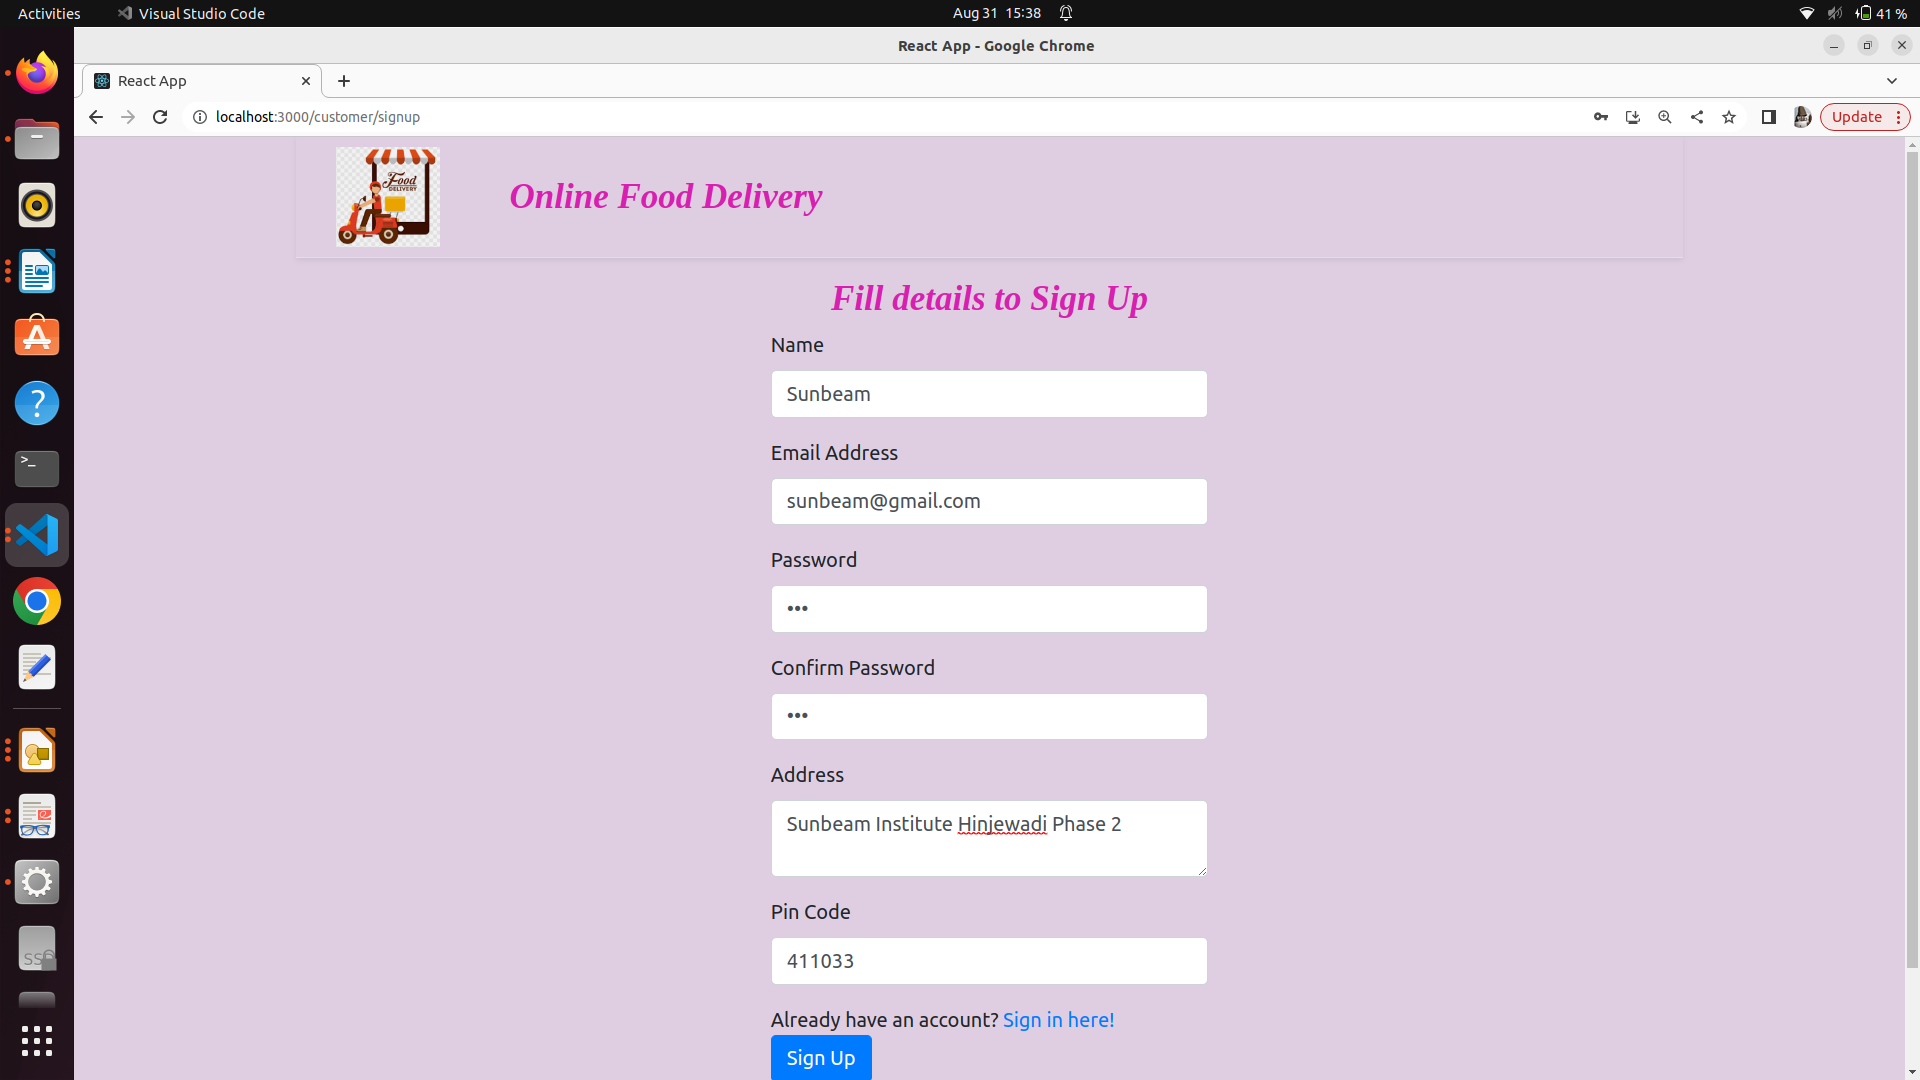 Activities Visual Studio Code Aug 31 15:38 41 %
React App - Google Chrome
React App
localhost:3000/customer/signup Update
Food
DELIVERY
Online Food Delivery
Fill details to Sign Up
Name
Sunbeam
Email Address
sunbeam@gmail.com
Password
•••
Confirm Password
•••
Address
Sunbeam Institute Hinjewadi Phase 2
Pin Code
411033
Already have an account? Sign in here!
Sign Up